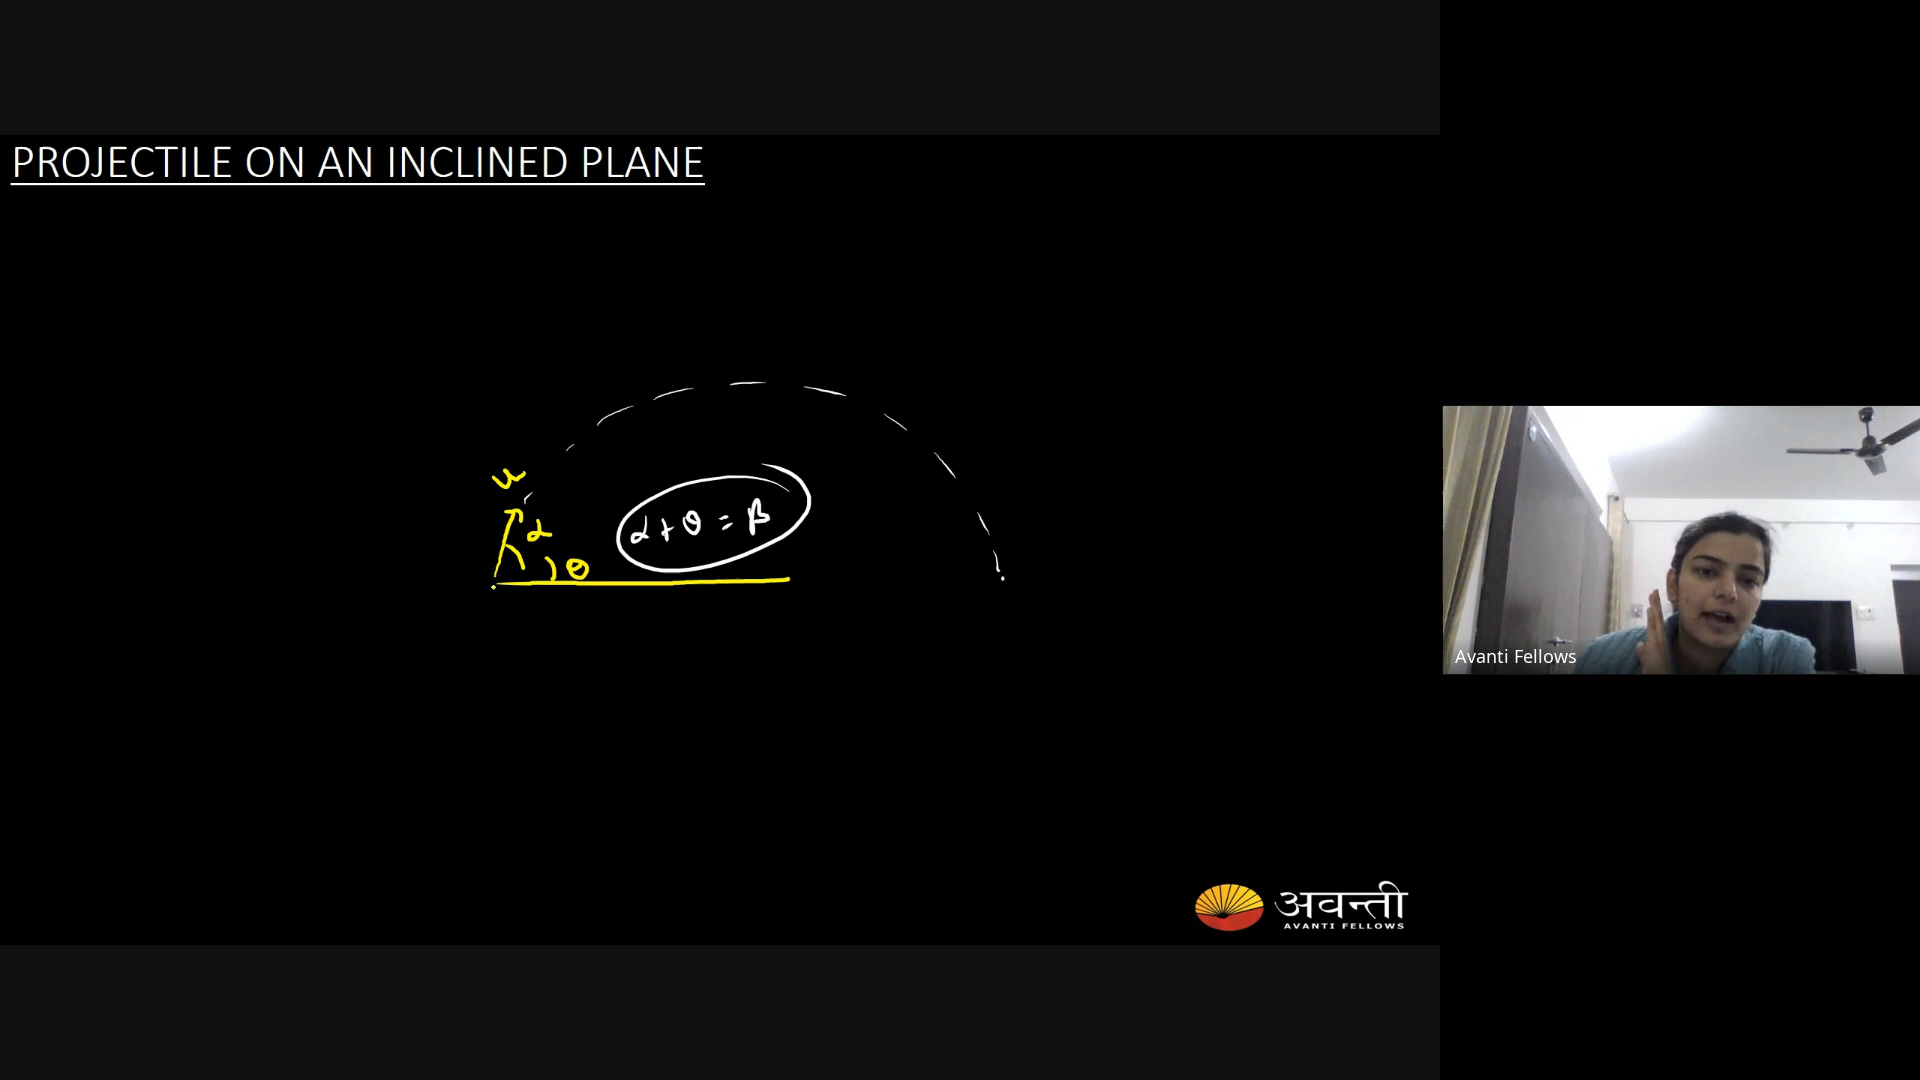 PROJECTILE ON AN INCLINED PLANE
u
α
θ
α + θ = β
Avanti Fellows
अवन्ती
AVANTI FELLOWS